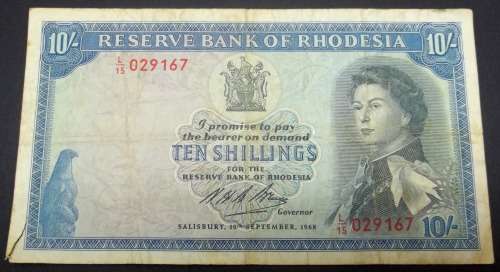 10/- RESERVE BANK OF RHODESIA 10/-
L/15 029167
I promise to pay
the bearer on demand
TEN SHILLINGS
FOR THE
RESERVE BANK OF RHODESIA
Governor
L/15 029167
SALISBURY, 10TH SEPTEMBER, 1968 10/-